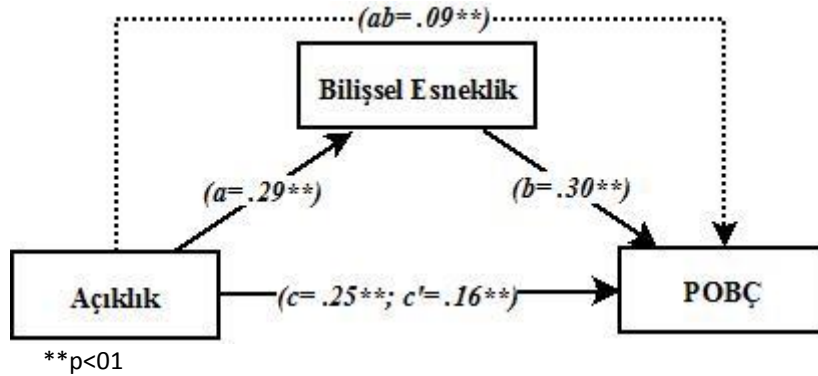 (ab= .09**)
Bilişsel Esneklik
(a= .29**)
(b= .30**)
Açıklık
(c= .25**; c'= .16**)
POBÇ
**p<01